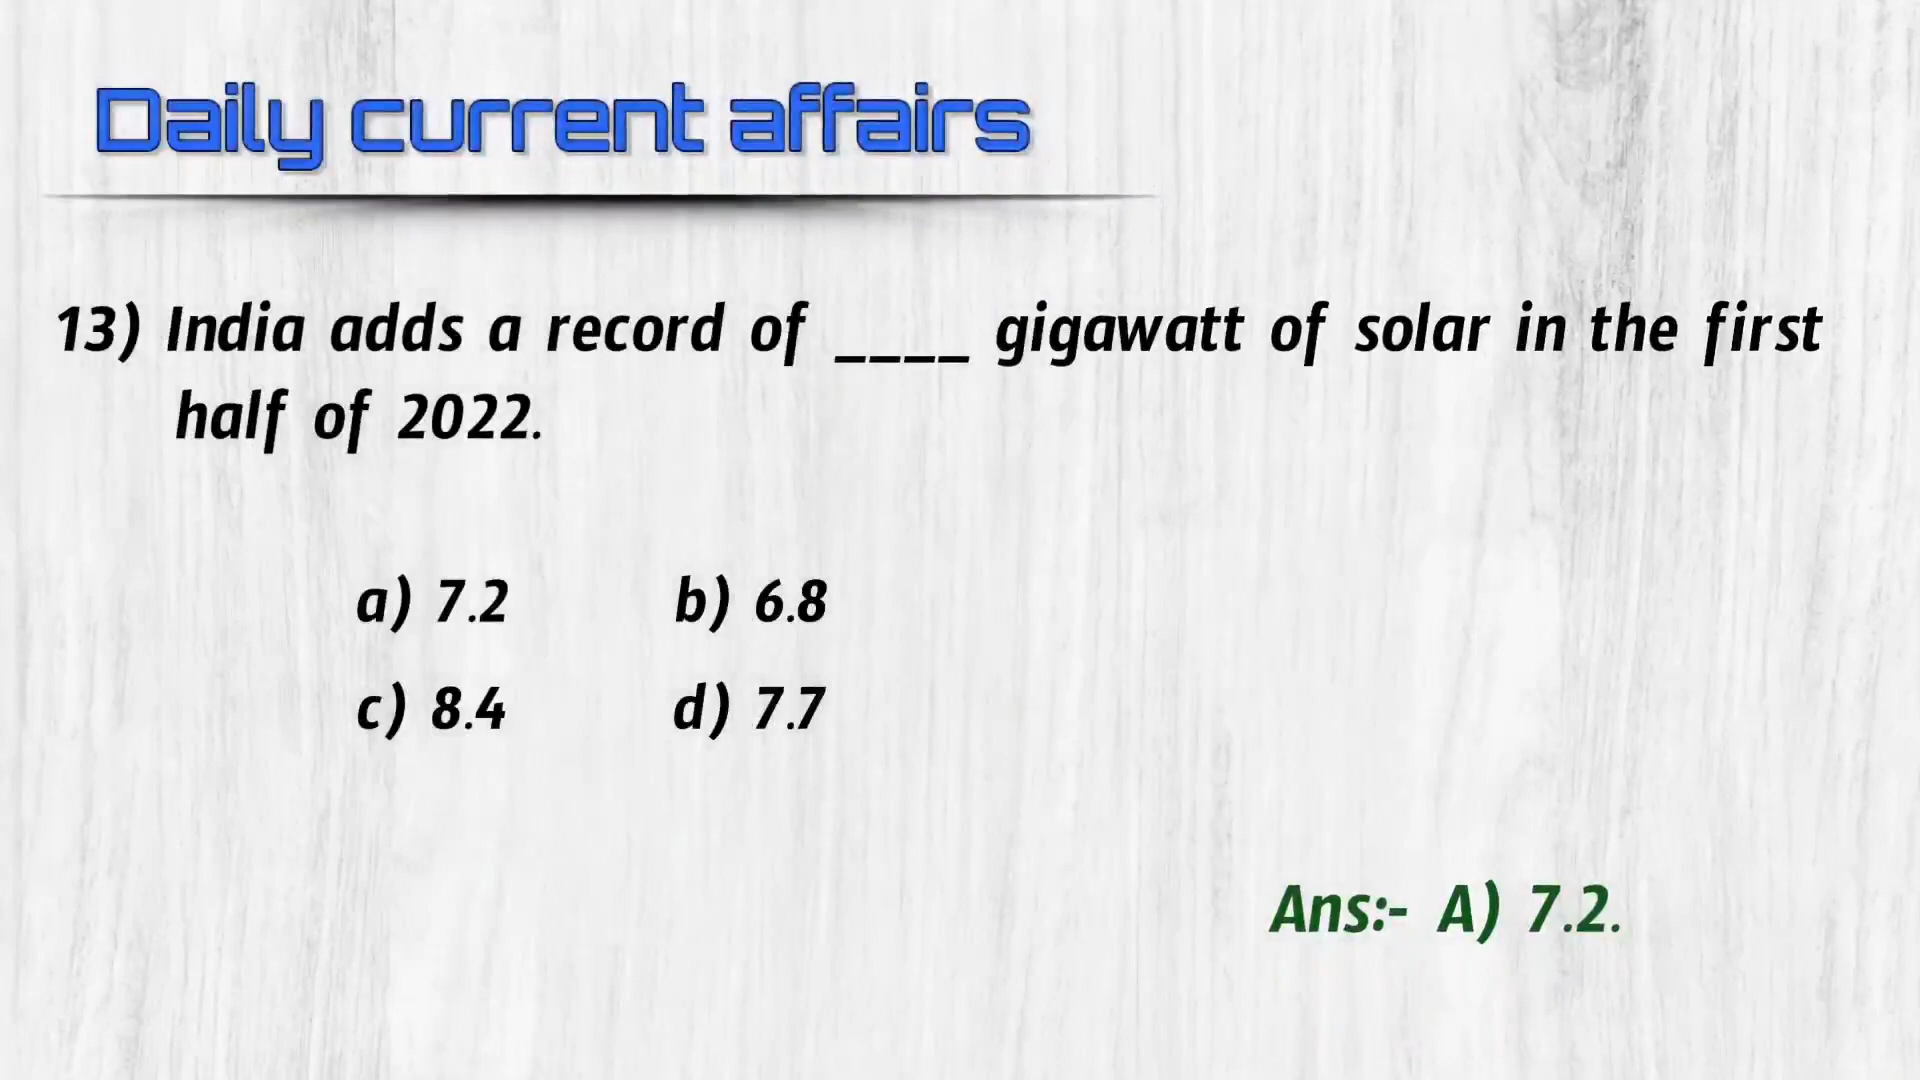 Daily current affairs
13) India adds a record of ____ gigawatt of solar in the first
half of 2022.
a) 7.2 b) 6.8
c) 8.4 d) 7.7
Ans:- A) 7.2.